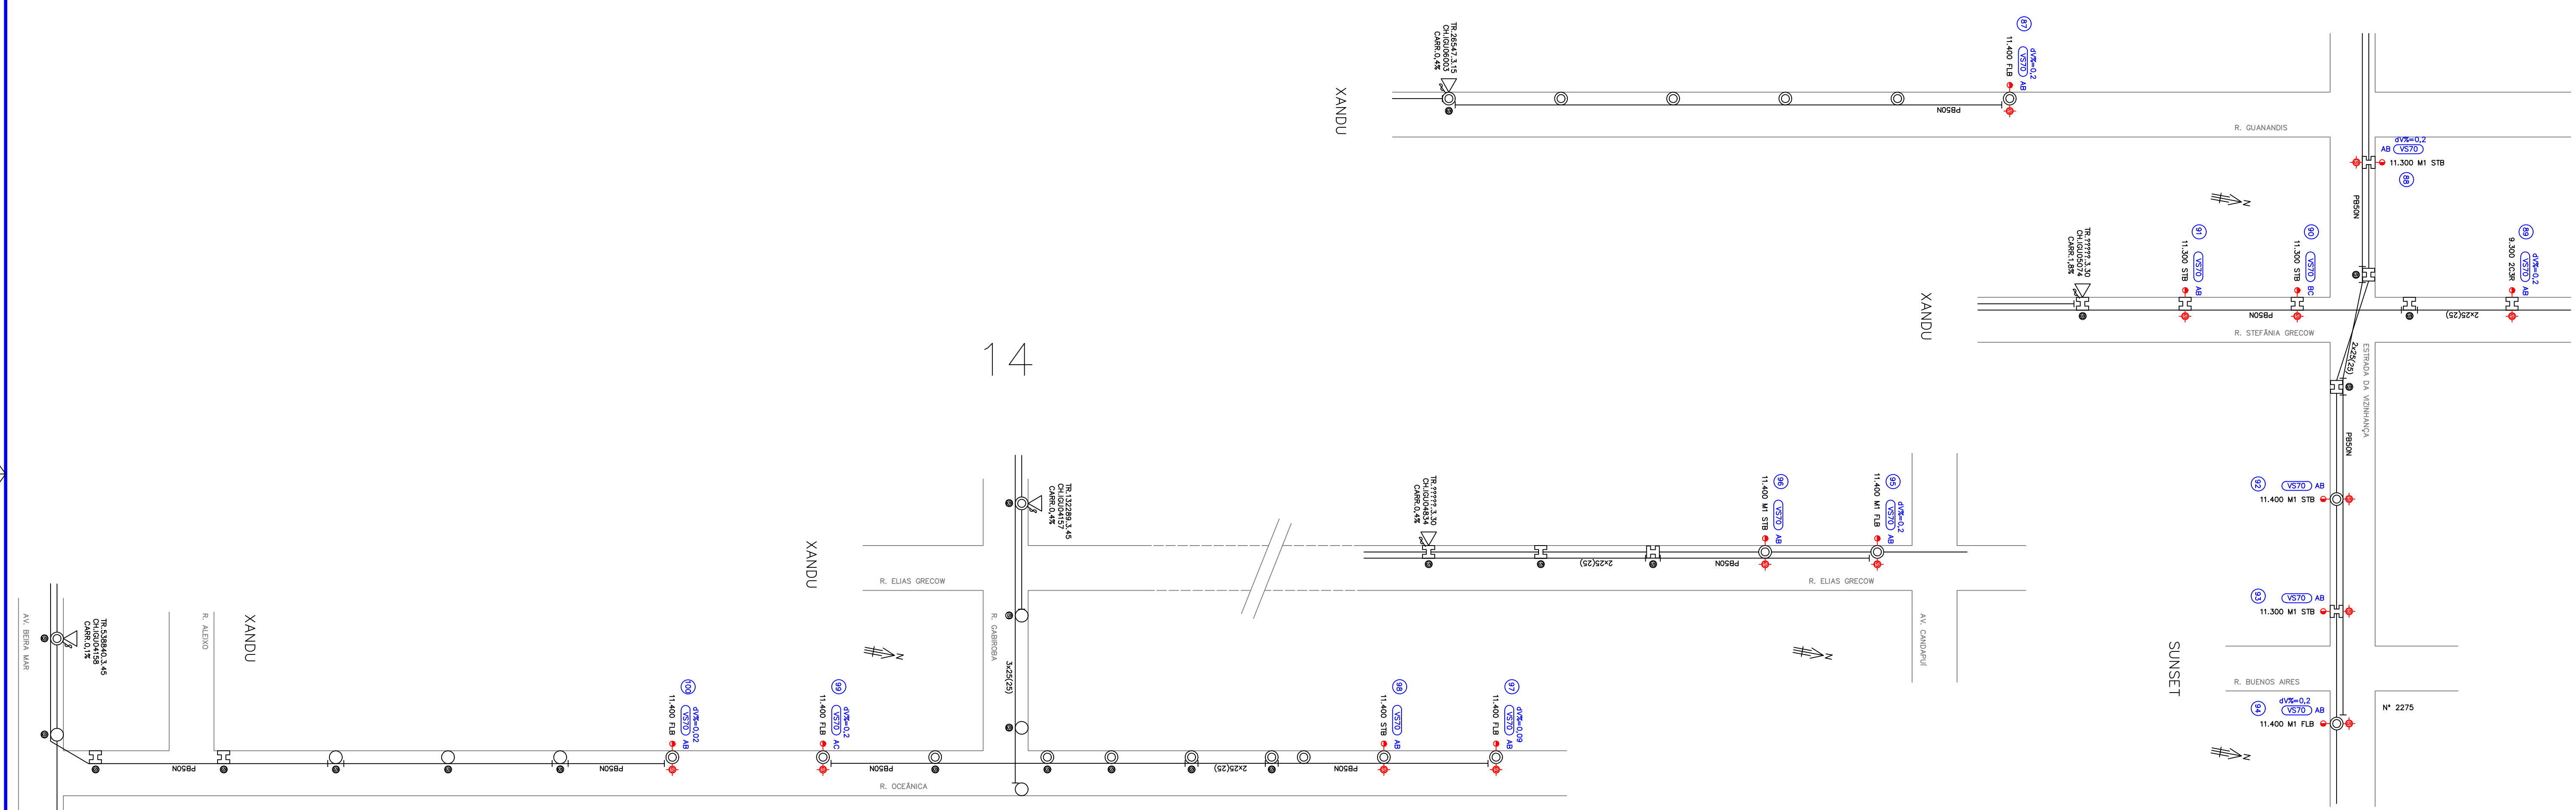 TR.26547.3.15
CH.IGU06003
CARR.0,4%
XANDU
87
dV%=0,2
VS70 AB
11.400 FLB
PB50N
R. GUANANDIS
dV%=0,2
AB VS70
11.300 M1 STB
88
PB50N
N
TR.?????.3.30
CH.IGU05074
CARR.1,8%
XANDU
91
VS70 AB
11.300 STB
90
VS70 BC
11.300 STB
89
dV%=0,2
VS70 AB
9.300 2C3R
PB50N
2x25(25)
R. STEFÂNIA GRECOW
2x25(25)
ESTRADA DA VIZINHANÇA
PB50N
14
92
VS70 AB
11.400 M1 STB
93
VS70 AB
11.300 M1 STB
SUNSET
R. BUENOS AIRES
94
dV%=0,2
VS70 AB
11.400 M1 FLB
N° 2275
N
TR.132289.3.45
CH.IGU04157
CARR.0,4%
XANDU
R. ELIAS GRECOW
R. GABIROBA
3x25(25)
N
TR.?????.3.30
CH.IGU04834
CARR.0,4%
96
VS70 AB
11.400 M1 STB
95
dV%=0,2
VS70 AB
11.400 M1 FLB
2x25(25)
PB50N
R. ELIAS GRECOW
AV. CANDAPUÍ
N
AV. BEIRA MAR
TR.538840.3.45
CH.IGU04158
CARR.0,1%
R. ALEIXO
XANDU
100
dV%=0,02
VS70 AB
11.400 FLB
99
dV%=0,2
VS70 AC
11.400 FLB
98
VS70 AB
11.400 STB
97
dV%=0,09
VS70 AB
11.400 FLB
PB50N
PB50N
PB50N
2x25(25)
PB50N
R. OCEÂNICA